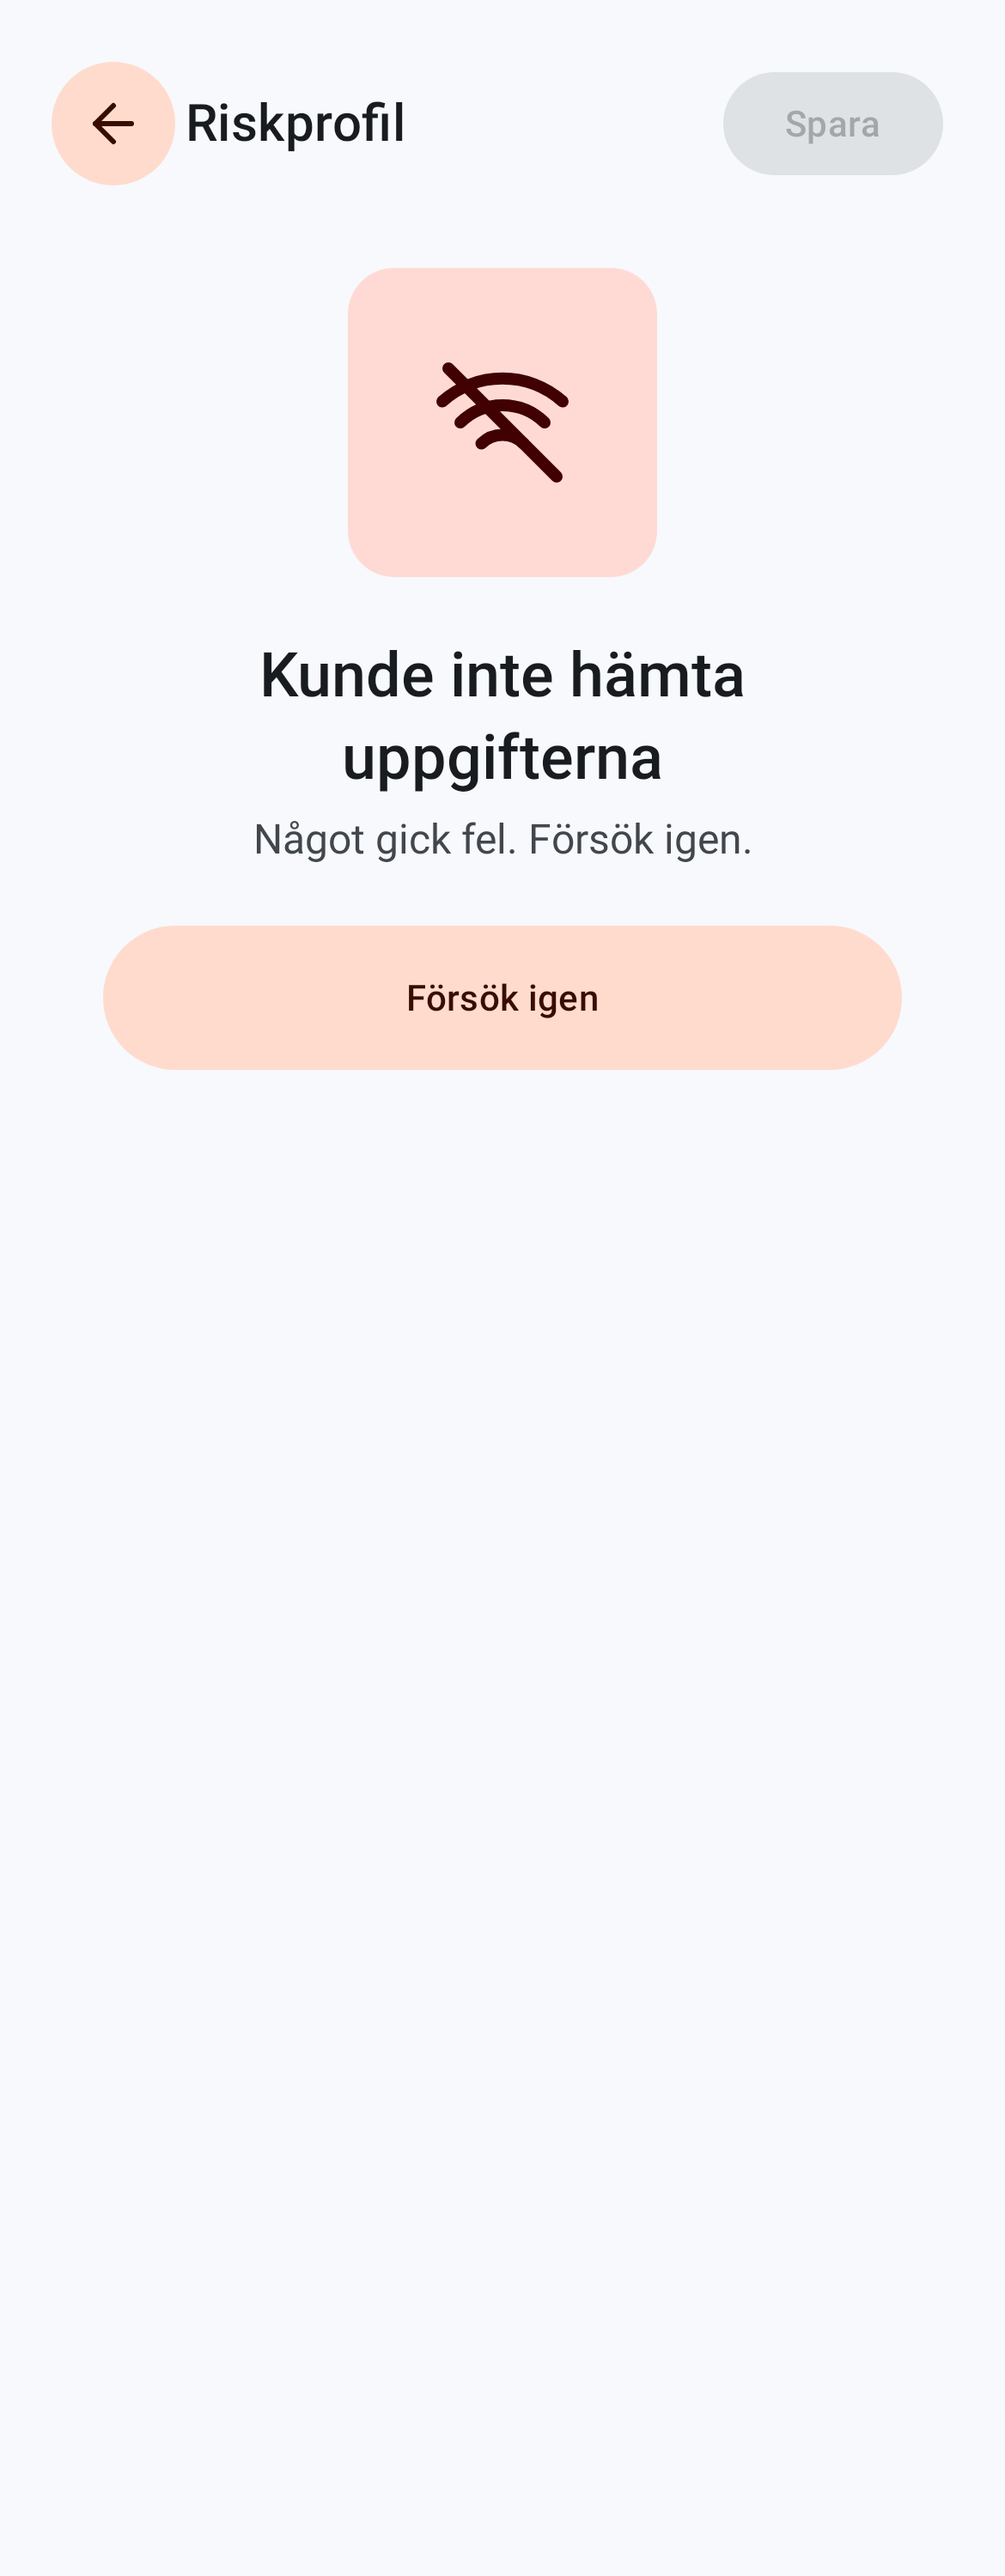 Riskprofil
Spara
Kunde inte hämta
uppgifterna
Något gick fel. Försök igen.
Försök igen